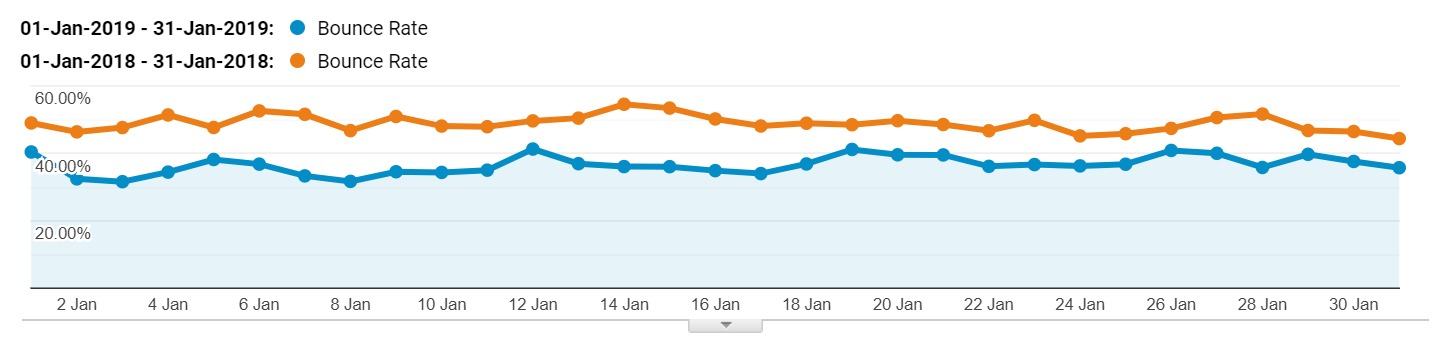 01-Jan-2019 - 31-Jan-2019: Bounce Rate
01-Jan-2018 - 31-Jan-2018: Bounce Rate
60.00%
40.00%
20.00%
2 Jan 4 Jan 6 Jan 8 Jan 10 Jan 12 Jan 14 Jan 16 Jan 18 Jan 20 Jan 22 Jan 24 Jan 26 Jan 28 Jan 30 Jan